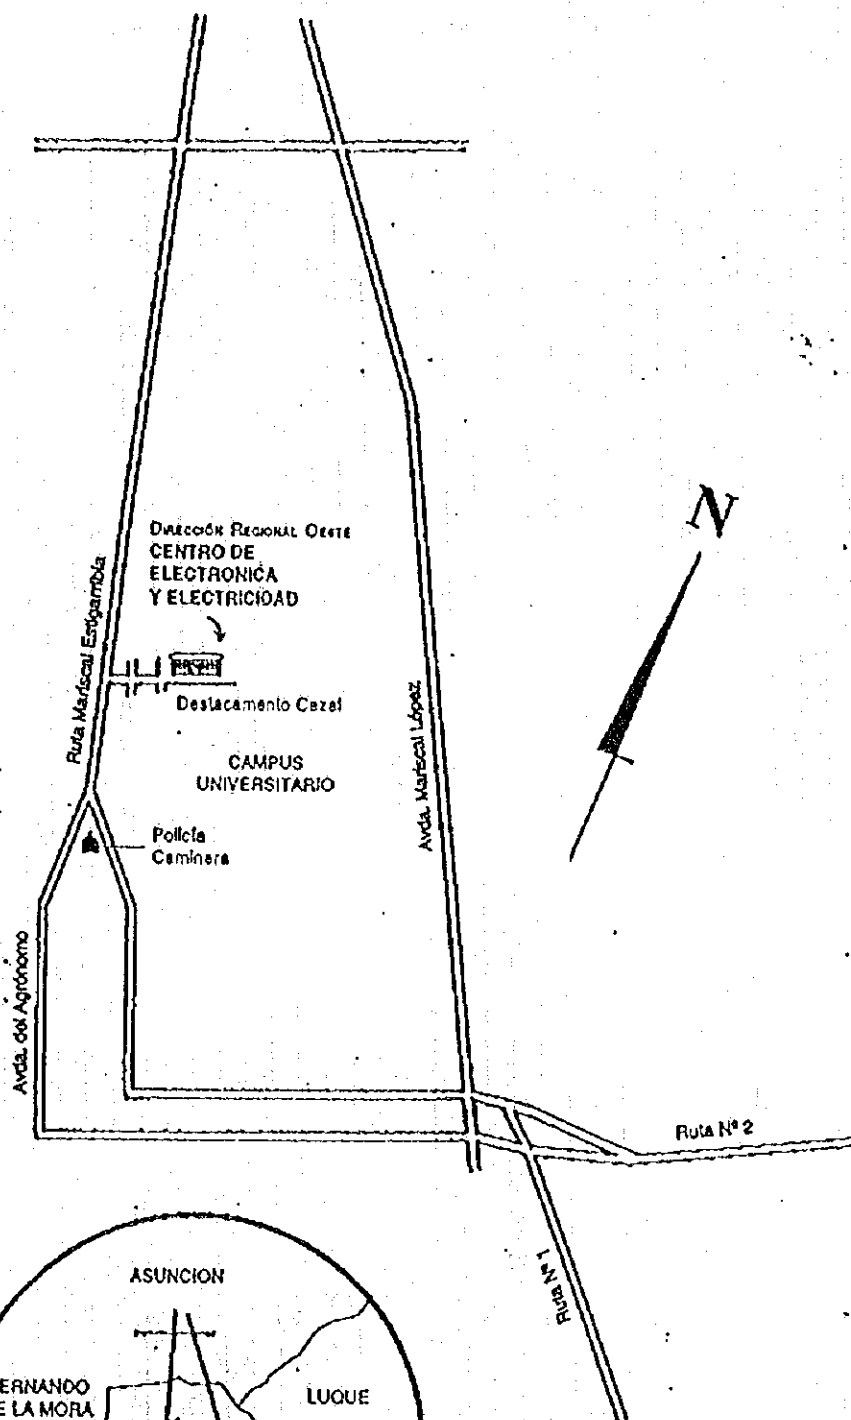 N
DIRECCIÓN REGIONAL OESTE
CENTRO DE
ELECTRONICA
Y ELECTRICIDAD
Ruta Mariscal Estigarribia
Destacamento Cazal
Avda. Mariscal López
CAMPUS
UNIVERSITARIO
Policía
Caminera
Avda. del Agrónomo
Ruta Nº 2
Ruta Nº 1
ASUNCION
ERNANDO
E LA MORA
LUQUE